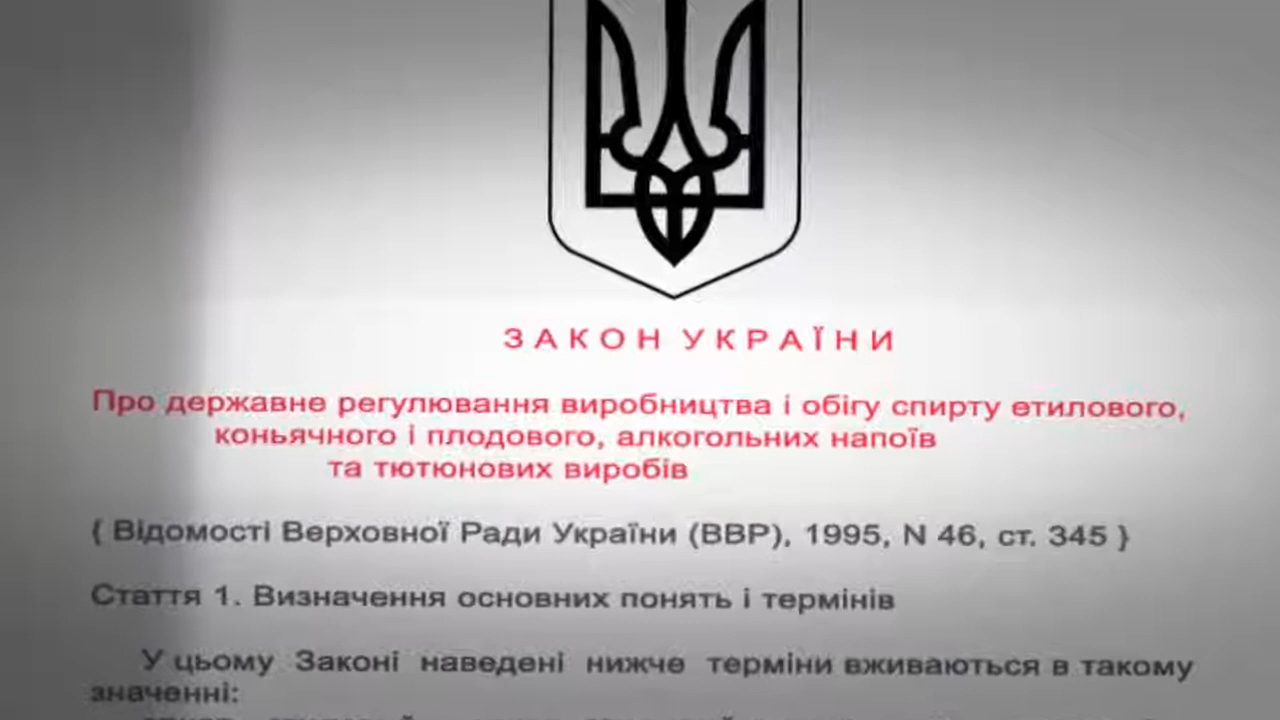 ЗАКОН УКРАЇНИ
Про державне регулювання виробництва і обігу спирту етилового,
коньячного і плодового, алкогольних напоїв
та тютюнових виробів
{ Відомості Верховної Ради України (ВВР), 1995, N 46, ст. 345 }
Стаття 1. Визначення основних понять і термінів
У цьому Законі наведені нижче терміни вживаються в такому
значенні: